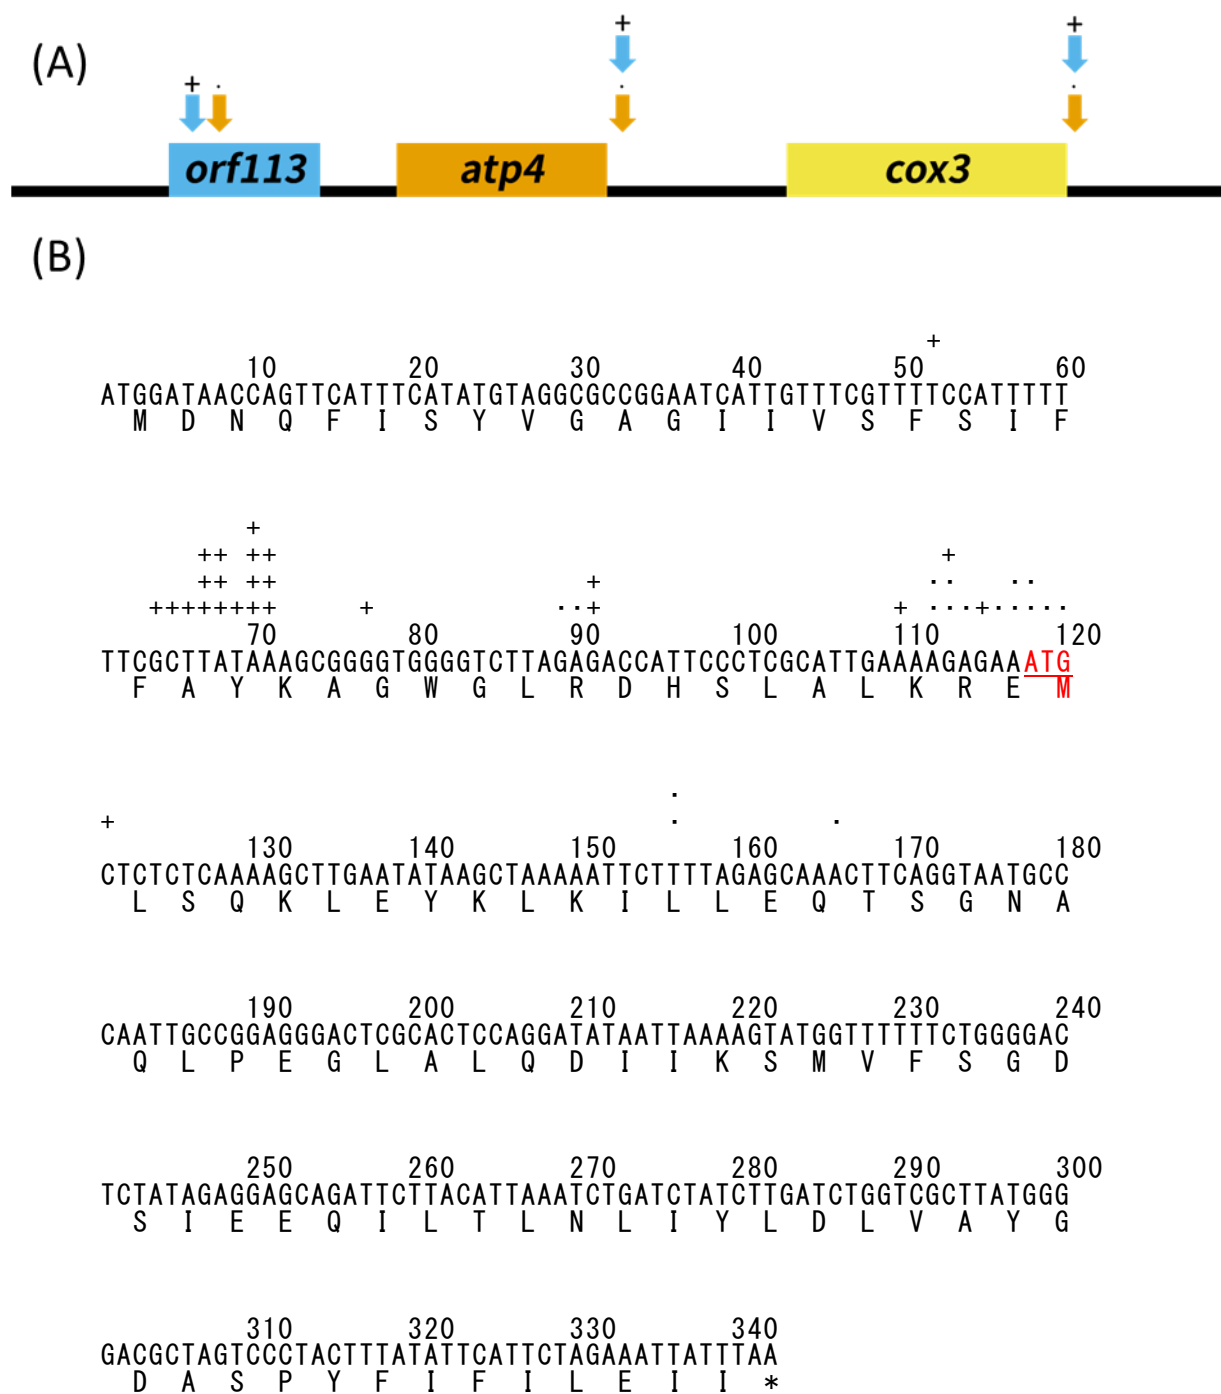 + +
(A)
+ · · ·
orf113 atp4 cox3
(B)
+
10 20 30 40 50 60
ATGGATAACCAGTTCATTTCATATGTAGGCGCCGGAATCATTGTTTCGTTTTCCATTTTT
M D N Q F I S Y V G A G I I V S F S I F
+
++ ++ +
++ ++ + ·· ··
++++++++ + ··+ + ···+·····
70 80 90 100 110 120
TTCGCTTATAAAGCGGGGTGGGGTCTTAGAGACCATTCCCTCGCATTGAAAAGAGAAATG
F A Y K A G W G L R D H S L A L K R E M
·
+ · ·
130 140 150 160 170 180
CTCTCTCAAAAGCTTGAATATAAGCTAAAAATTCTTTTAGAGCAAACTTCAGGTAATGCC
L S Q K L E Y K L K I L L E Q T S G N A
190 200 210 220 230 240
CAATTGCCGGAGGGACTCGCACTCCAGGATATAATTAAAAGTATGGTTTTTTCTGGGGAC
Q L P E G L A L Q D I I K S M V F S G D
250 260 270 280 290 300
TCTATAGAGGAGCAGATTCTTACATTAAATCTGATCTATCTTGATCTGGTCGCTTATGGG
S I E E Q I L T L N L I Y L D L V A Y G
310 320 330 340
GACGCTAGTCCCTACTTTATATTCATTCTAGAAATTATTTAA
D A S P Y F I F I L E I I *